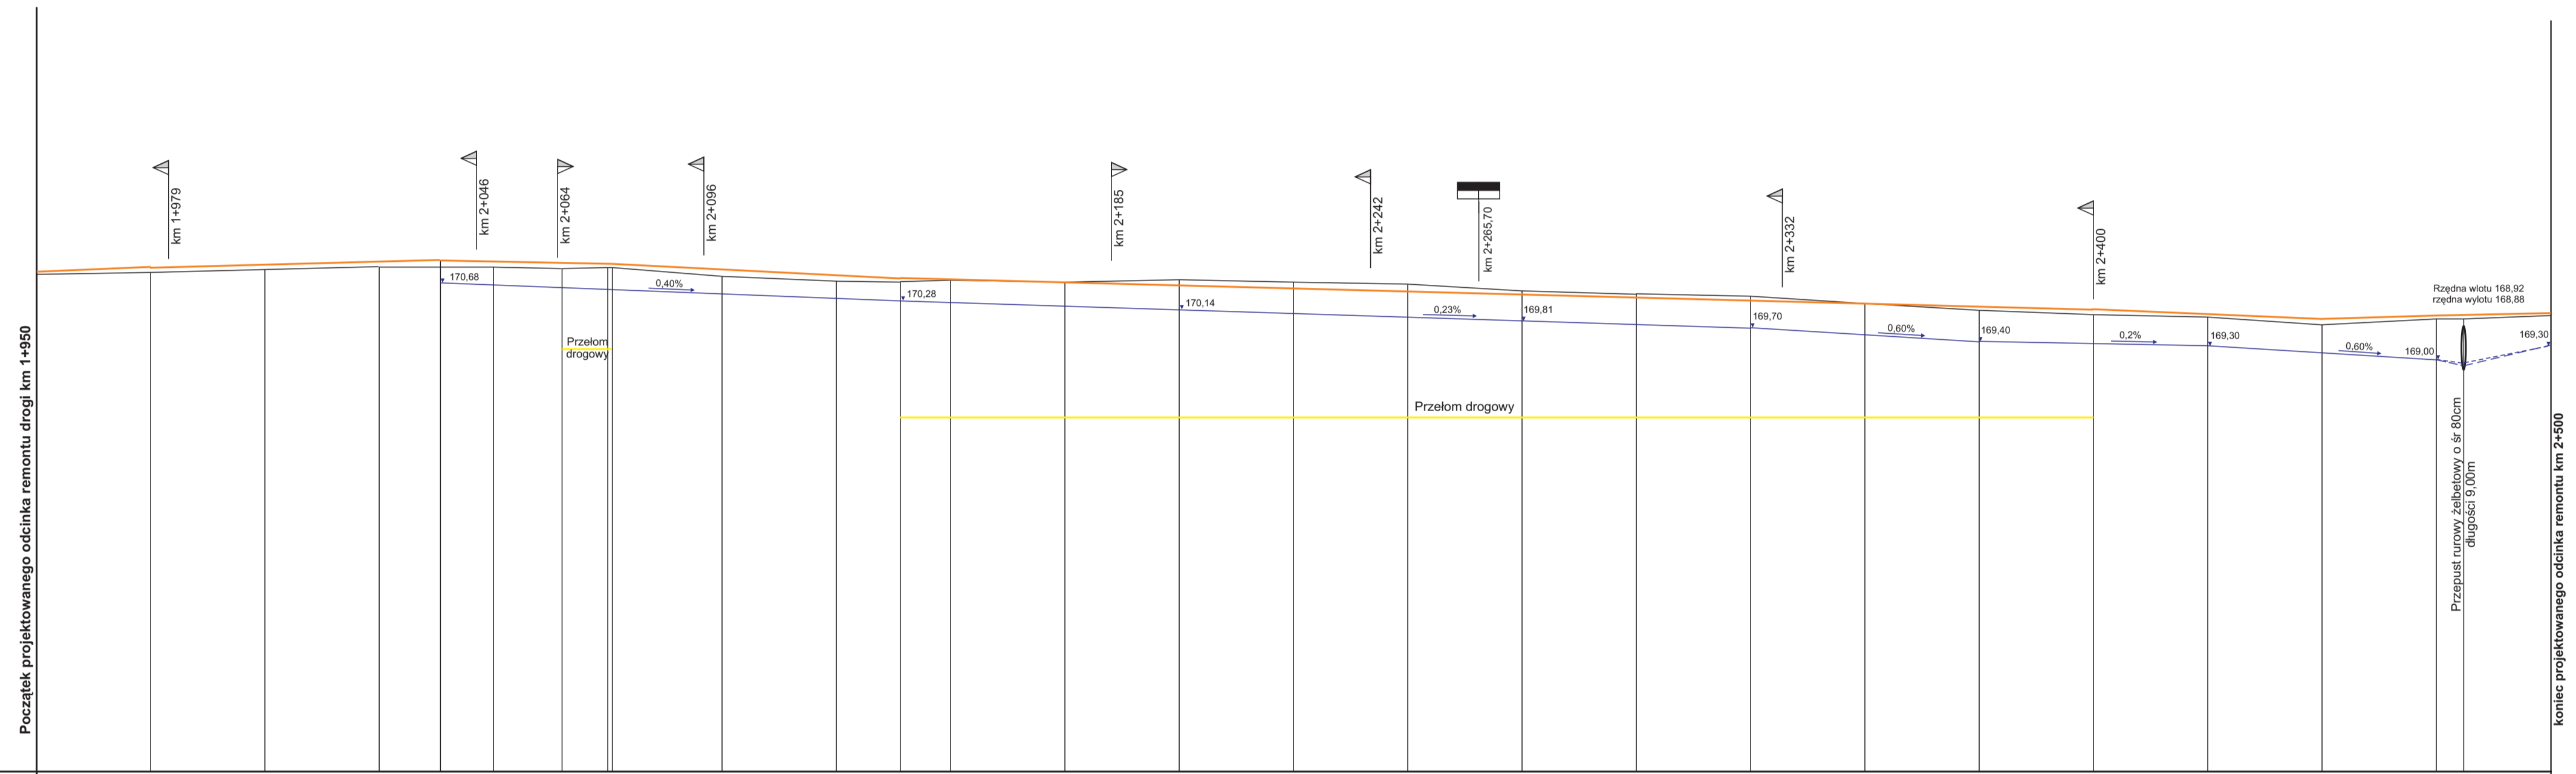 Początek projektowanego odcinka remontu drogi km 1+950
km 1+979
km 2+046
km 2+064
km 2+096
km 2+185
km 2+242
km 2+265,70
km 2+332
km 2+400
170,68
0,40%
170,28
170,14
0,23%
169,81
169,70
0,60%
169,40
0,2%
169,30
0,60%
169,00
169,30
Rzędna wlotu 168,92
rzędna wylotu 168,88
Przełom
drogowy
Przełom drogowy
Przepust rurowy żelbetowy o śr 80cm
długości 9,00m
koniec projektowanego odcinka remontu km 2+500